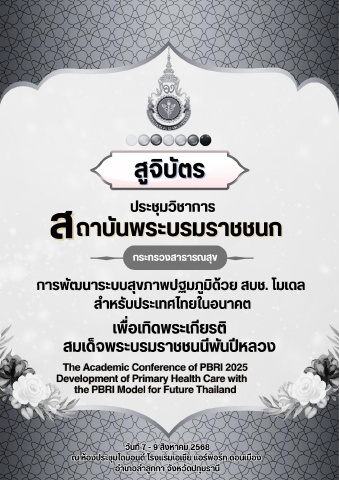 สูจิบัตร
ประชุมวิชาการ
สถาบันพระบรมราชชนก
กระทรวงสาธารณสุข
การพัฒนาระบบสุขภาพปฐมภูมิด้วย สบช. โมเดล
สำหรับประเทศไทยในอนาคต
เพื่อเทิดพระเกียรติ
สมเด็จพระบรมราชชนนีพันปีหลวง
The Academic Conference of PBRI 2025
Development of Primary Health Care with
the PBRI Model for Future Thailand
วันที่ 7 - 9 สิงหาคม 2568
ณ ห้องประชุมไดมอนด์ โรงแรมเอเชีย แอร์พอร์ท ดอนเมือง
อำเภอลำลูกกา จังหวัดปทุมธานี